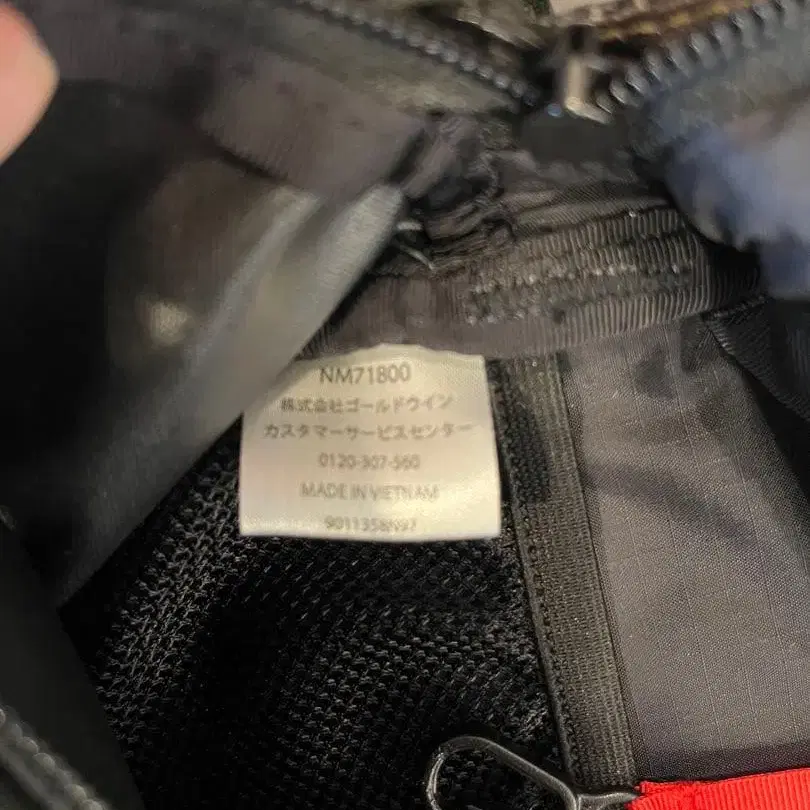 NM71800
株式会社ゴールドウイン
カスタマーサービスセンター
0120-307-560
MADE IN VIETNAM
9011358N97